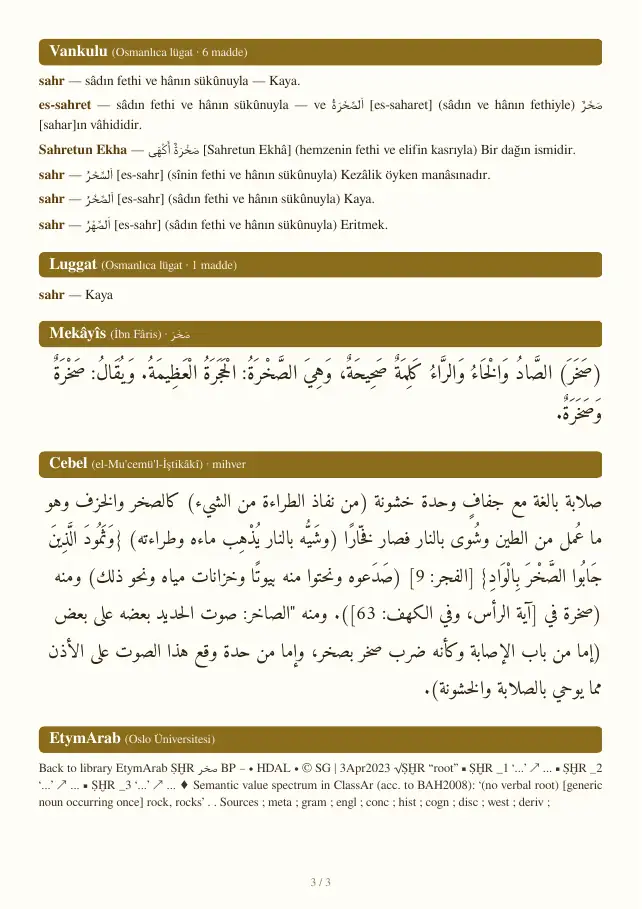 Vankulu (Osmanlıca lügat · 6 madde)
sahr — sâdın fethi ve hânın sükûnuyla — Kaya.
es-sahret — sâdın fethi ve hânın sükûnuyla — ve اَلصَّخَرَةُ [es-saharet] (sâdın ve hânın fethiyle) صَخَرٌ
[sahar]ın vâhididir.
Sahretun Ekha — صَخْرَةٌ أَكْهَى [Sahretun Ekhâ] (hemzenin fethi ve elifin kasrıyla) Bir dağın ismidir.
sahr — اَلسَّحْرُ [es-sahr] (sînin fethi ve hânın sükûnuyla) Kezâlik öyken manâsınadır.
sahr — اَلصَّخْرُ [es-sahr] (sâdın fethi ve hânın sükûnuyla) Kaya.
sahr — اَلصَّهْرُ [es-sahr] (sâdın fethi ve hânın sükûnuyla) Eritmek.
Luggat (Osmanlıca lügat · 1 madde)
sahr — Kaya
Mekâyîs (İbn Fâris) · صَخَرَ
(صَخَرَ) الصَّادُ وَالْخَاءُ وَالرَّاءُ كَلِمَةٌ صَحِيحَةٌ، وَهِيَ الصَّخْرَةُ: الْحَجَرَةُ الْعَظِيمَةُ. وَيُقَالُ: صَخْرَةٌ
وَصَخَرَةٌ.
Cebel (el-Mu'cemü'l-İştikâkî) · mihver
صلابة بالغة مع جفافٍ وحدة خشونة (من نفاذ الطراءة من الشيء) كالصخر والخزف وهو
ما عُمل من الطين وشُوى بالنار فصار فخّارًا (وشيُّه بالنار يُذْهِب ماءه وطراءته) {وَثَمُودَ الَّذِينَ
جَابُوا الصَّخْرَ بِالْوَادِ} [الفجر: 9] (صَدَعوه ونحتوا منه بيوتًا وخزانات مياه ونحو ذلك) ومنه
(صخرة في [آية الرأس، وفي الكهف: 63]). ومنه "الصاخر: صوت الحديد بعضه على بعض
(إما من باب الإصابة وكأنه ضرب صخر بصخر، وإما من حدة وقع هذا الصوت على الأذن
مما يوحي بالصلابة والخشونة).
EtymArab (Oslo Üniversitesi)
Back to library EtymArab ṢḪR صخر BP – • HDAL • © SG | 3Apr2023 √ṢḪR “root” ▪ ṢḪR _1 ‘...’ ↗ ... ▪ ṢḪR _2
‘...’ ↗ ... ▪ ṢḪR _3 ‘...’ ↗ ... ♦ Semantic value spectrum in ClassAr (acc. to BAH2008): ‘(no verbal root) [generic
noun occurring once] rock, rocks’ . . Sources ; meta ; gram ; engl ; conc ; hist ; cogn ; disc ; west ; deriv ;
3 / 3